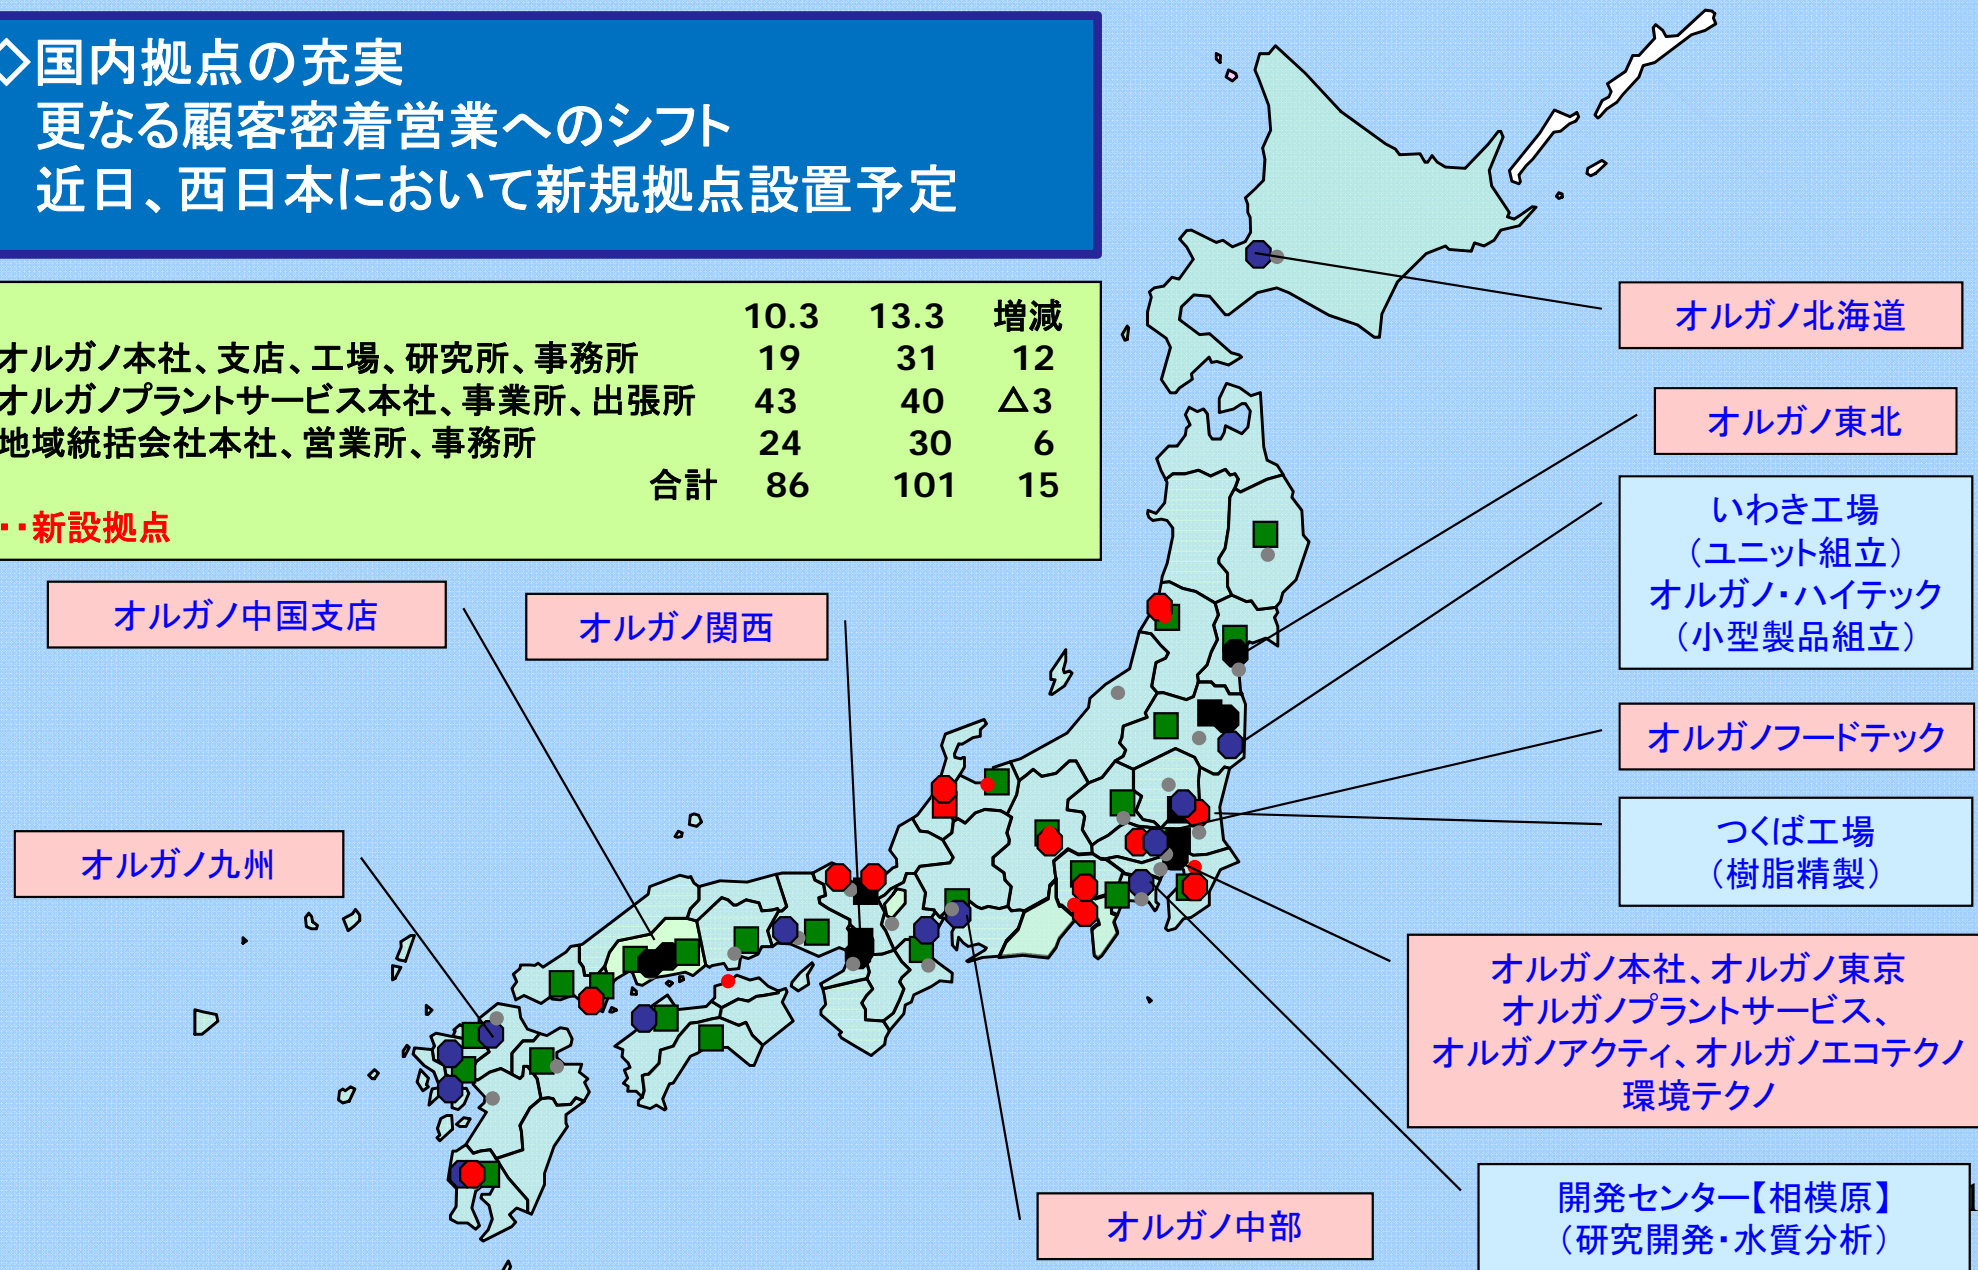 ◇国内拠点の充実
更なる顧客密着営業へのシフト
近日、西日本において新規拠点設置予定
10.3 13.3 増減
オルガノ本社、支店、工場、研究所、事務所 19 31 12
オルガノプラントサービス本社、事業所、出張所 43 40 △3
地域統括会社本社、営業所、事務所 24 30 6
合計 86 101 15
・・新設拠点
オルガノ北海道
オルガノ東北
いわき工場
（ユニット組立）
オルガノ・ハイテック
（小型製品組立）
オルガノ中国支店
オルガノ関西
オルガノフードテック
つくば工場
（樹脂精製）
オルガノ九州
オルガノ本社、オルガノ東京
オルガノプラントサービス、
オルガノアクティ、オルガノエコテクノ
環境テクノ
オルガノ中部
開発センター【相模原】
（研究開発・水質分析）